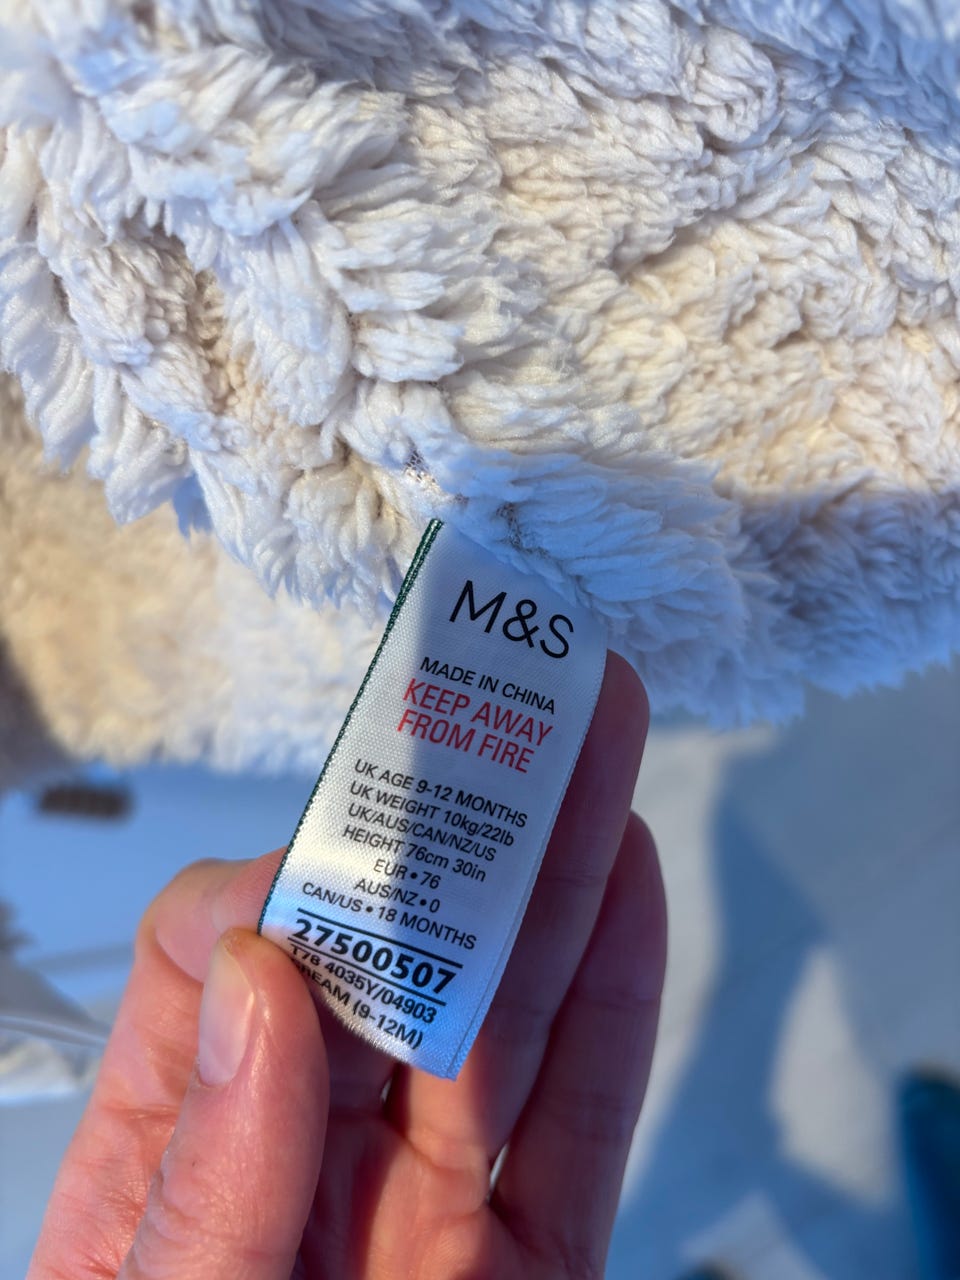 M&S
MADE IN CHINA
KEEP AWAY
FROM FIRE
UK AGE 9-12 MONTHS
UK WEIGHT 10kg/22lb
UK/AUS/CAN/NZ/US
HEIGHT 76cm 30in
EUR • 76
AUS/NZ • 0
CAN/US • 18 MONTHS
27500507
T78 4035Y/04903
(9-12M)